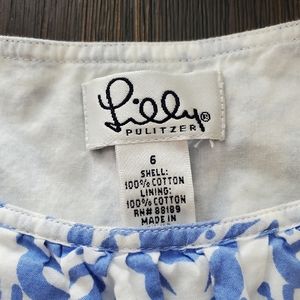 Lilly®
PULITZER
6
SHELL:
100% COTTON
LINING:
100% COTTON
RN# 88189
MADE IN